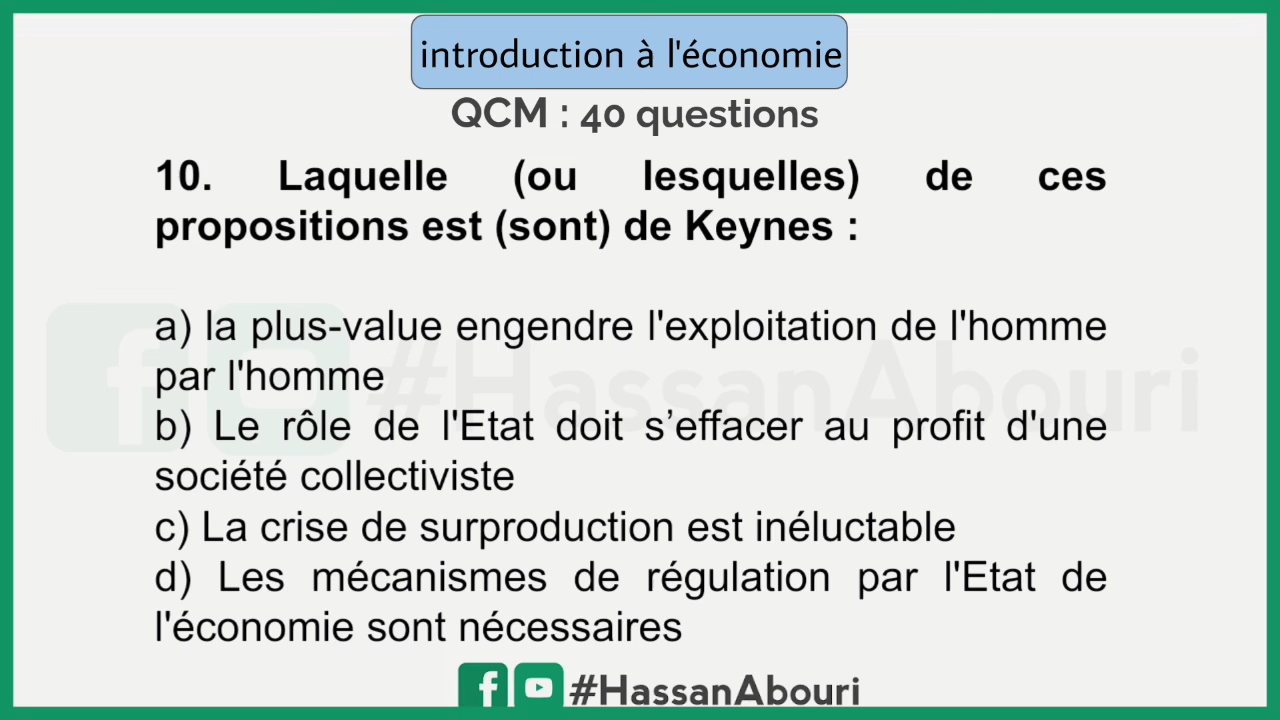 introduction à l'économie
QCM : 40 questions
10. Laquelle (ou lesquelles) de ces
propositions est (sont) de Keynes :
a) la plus-value engendre l'exploitation de l'homme
par l'homme
b) Le rôle de l'Etat doit s’effacer au profit d'une
société collectiviste
c) La crise de surproduction est inéluctable
d) Les mécanismes de régulation par l'Etat de
l'économie sont nécessaires
#HassanAbouri
#HassanAbouri